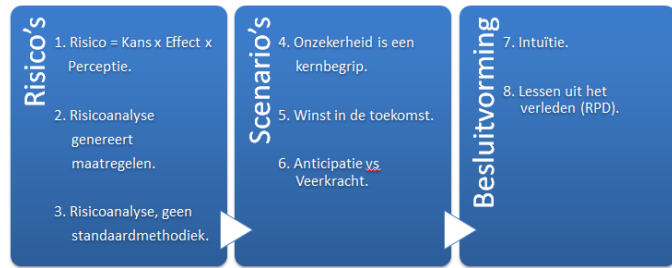 Risico's
1. Risico = Kans x Effect x
Perceptie.
2. Risicoanalyse
genereert
maatregelen.
3. Risicoanalyse, geen
standaardmethodiek.
Scenario's
4. Onzekerheid is een
kernbegrip.
5. Winst in de toekomst.
6. Anticipatie vs
Veerkracht.
Besluitvorming
7. Intuïtie.
8. Lessen uit het
verleden (RPD).